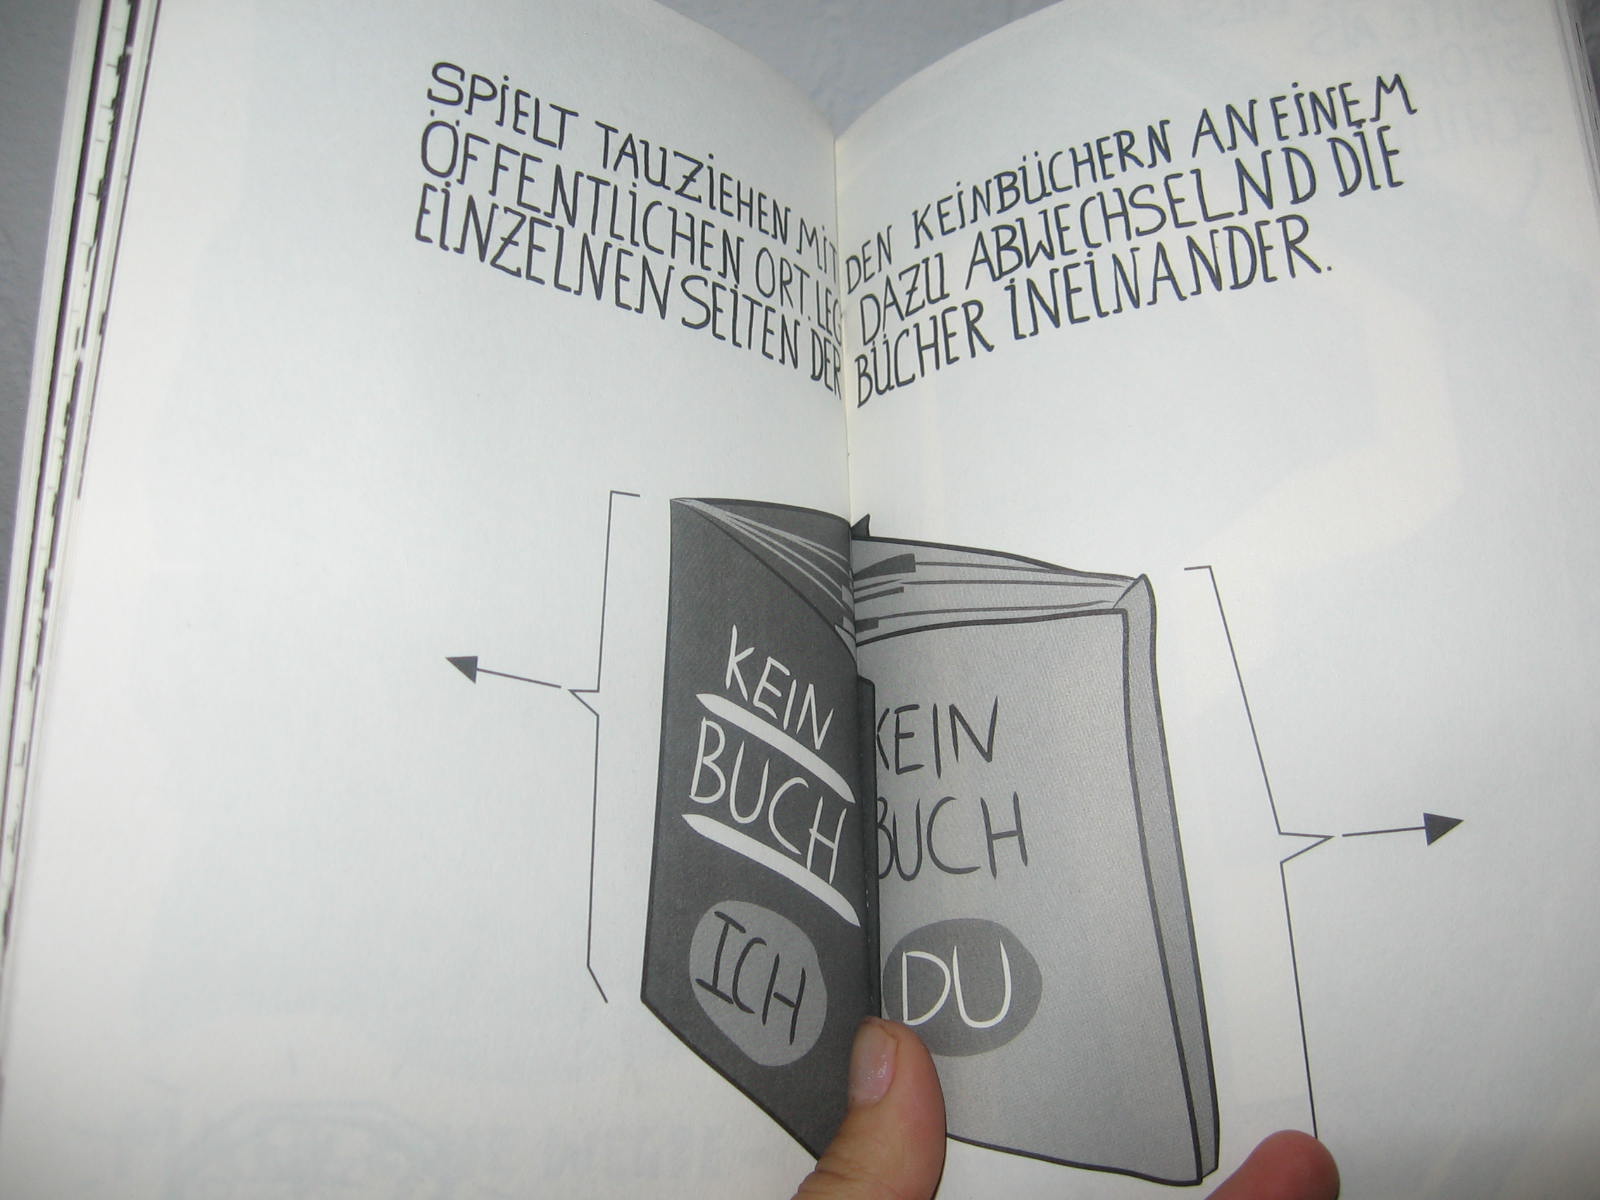 SPIELT TAUZIEHEN MIT DEN KEINBÜCHERN AN EINEM
ÖFFENTLICHEN ORT. LEG DAZU ABWECHSELND DIE
EINZELNEN SEITEN DER BÜCHER INEINANDER.
KEIN
BUCH
ICH
KEIN
BUCH
DU